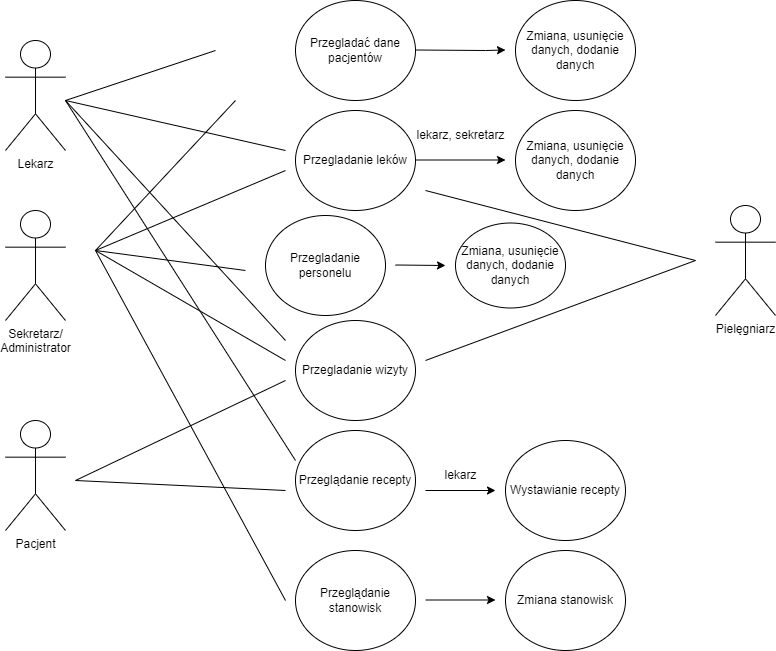 Przegladać dane
pacjentów
Zmiana, usunięcie
danych, dodanie
danych
Lekarz
Przegladanie leków
lekarz, sekretarz
Zmiana, usunięcie
danych, dodanie
danych
Przegladanie
personelu
Zmiana, usunięcie
danych, dodanie
danych
Sekretarz/
Administrator
Pielęgniarz
Przegladanie wizyty
Pacjent
Przeglądanie recepty
lekarz
Wystawianie recepty
Przeglądanie
stanowisk
Zmiana stanowisk